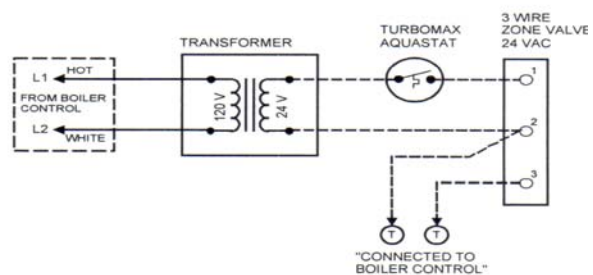 3 WIRE
ZONE VALVE
24 VAC
TURBOMAX
AQUASTAT
TRANSFORMER
L1
HOT
1
FROM BOILER
CONTROL
120 V
24 V
L2
WHITE
2
3
T
T
"CONNECTED TO
BOILER CONTROL"